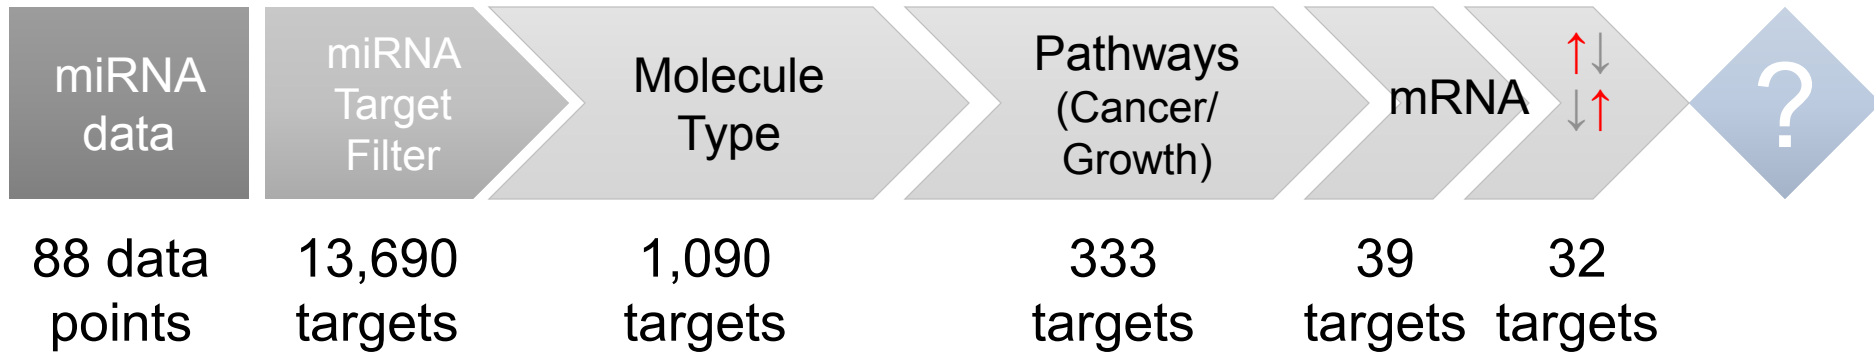 miRNA
data
miRNA
Target
Filter
Molecule
Type
Pathways
(Cancer/
Growth)
mRNA
↑↓
↓↑
?
88 data
points
13,690
targets
1,090
targets
333
targets
39
targets
32
targets